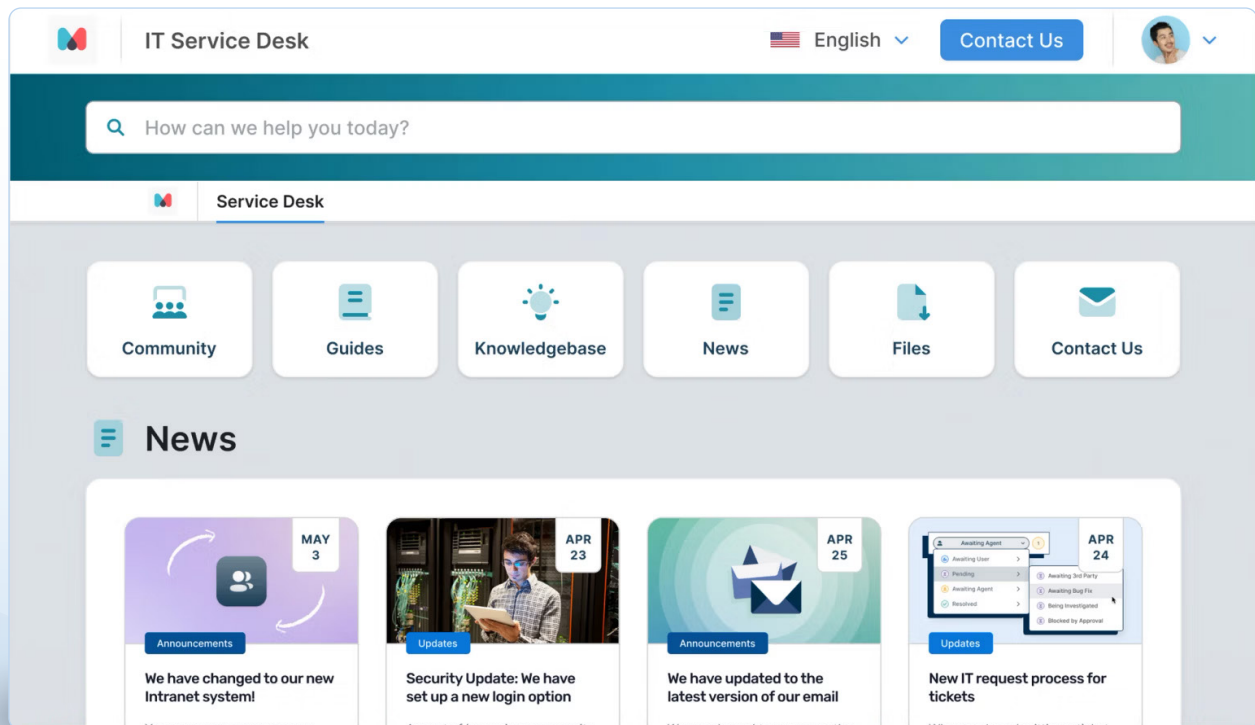 IT Service Desk
English
Contact Us
How can we help you today?
Service Desk
Community
Guides
Knowledgebase
News
Files
Contact Us
News
MAY
3
Announcements
We have changed to our new
Intranet system!
APR
23
Updates
Security Update: We have
set up a new login option
APR
25
Announcements
We have updated to the
latest version of our email
APR
24
Awaiting Agent
Awaiting User
Pending
Awaiting Agent
Resolved
Awaiting 3rd Party
Awaiting Bug Fix
Being Investigated
Blocked by Approval
Updates
New IT request process for
tickets